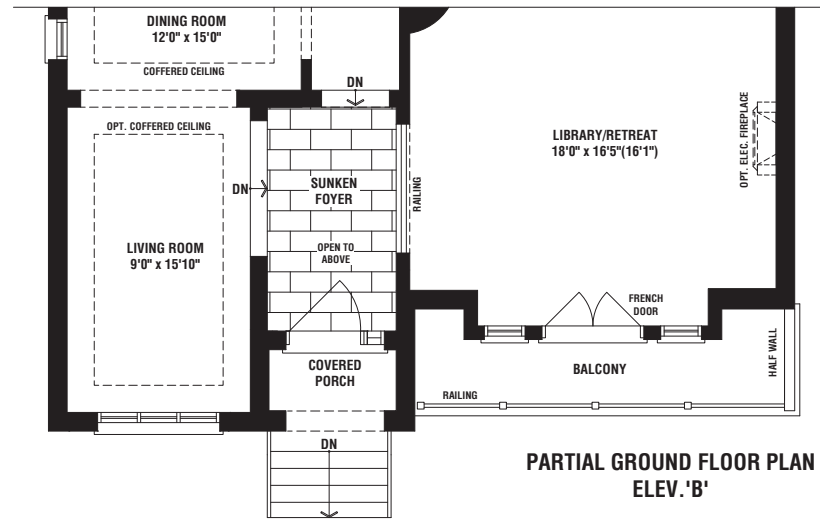 DINING ROOM
12'0" x 15'0"
COFFERED CEILING
DN
OPT. COFFERED CEILING
DN
SUNKEN
FOYER
OPEN TO
ABOVE
LIVING ROOM
9'0" x 15'10"
RAILING
LIBRARY/RETREAT
18'0" x 16'5"(16'1")
OPT. ELEC. FIREPLACE
FRENCH
DOOR
COVERED
PORCH
BALCONY
HALF WALL
RAILING
DN
PARTIAL GROUND FLOOR PLAN
ELEV.'B'